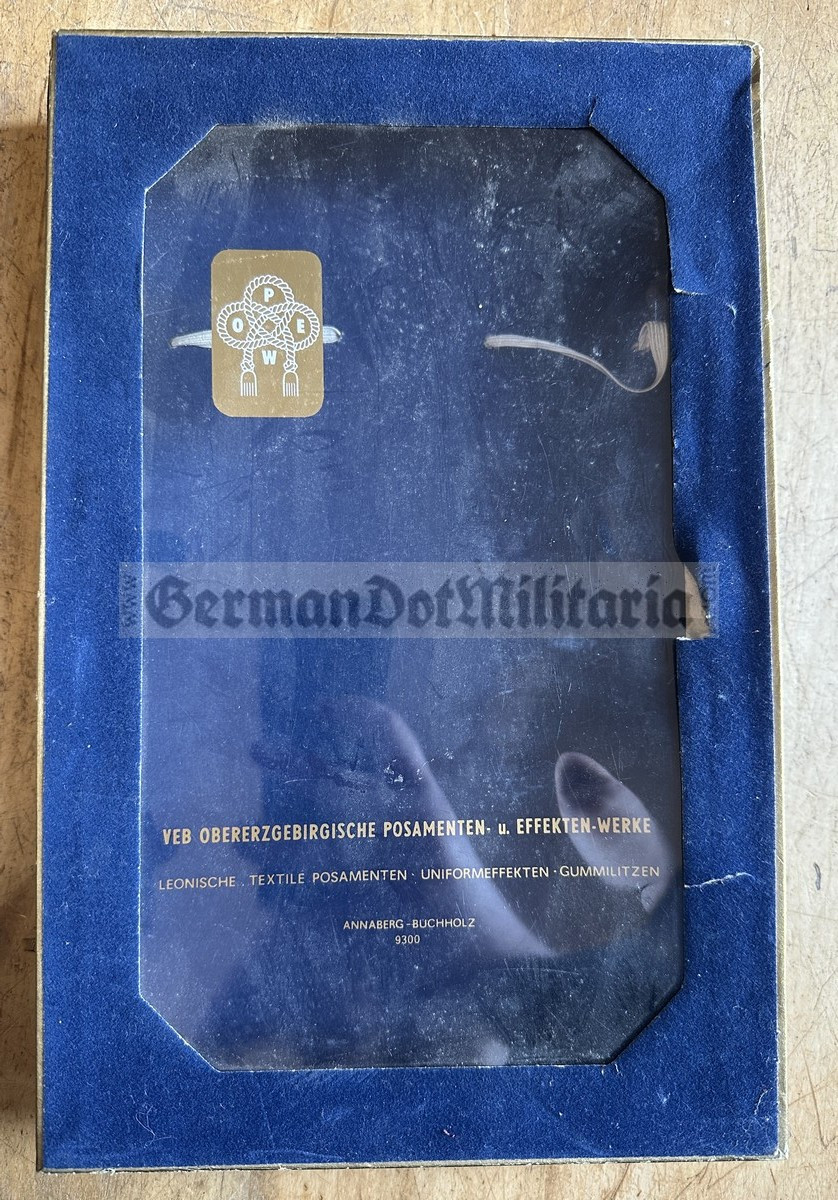 P
O E
W
GermanDotMilitaria
VEB OBERERZGEBIRGISCHE POSAMENTEN- u. EFFEKTEN-WERKE
LEONISCHE . TEXTILE POSAMENTEN · UNIFORMEFFEKTEN · GUMMILITZEN
ANNABERG-BUCHHOLZ
9300